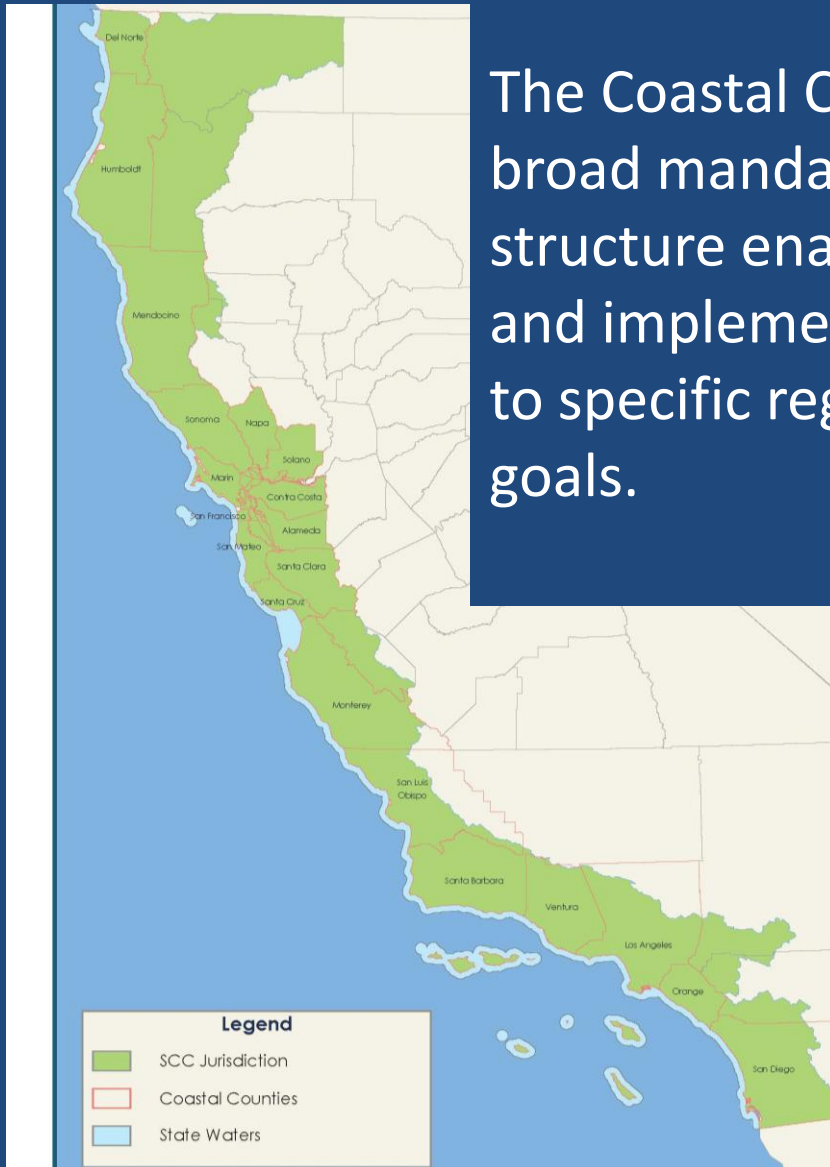 The Coastal C
broad manda
structure ena
and impleme
to specific reg
goals.
Del Norte
Humboldt
Mendocino
Sonoma
Napa
Solano
Marin
Contra Costa
San Francisco
Alameda
San Mateo
Santa Clara
Santa Cruz
Monterey
San Luis
Obispo
Santa Barbara
Ventura
Los Angeles
Orange
San Diego
Legend
SCC Jurisdiction
Coastal Counties
State Waters